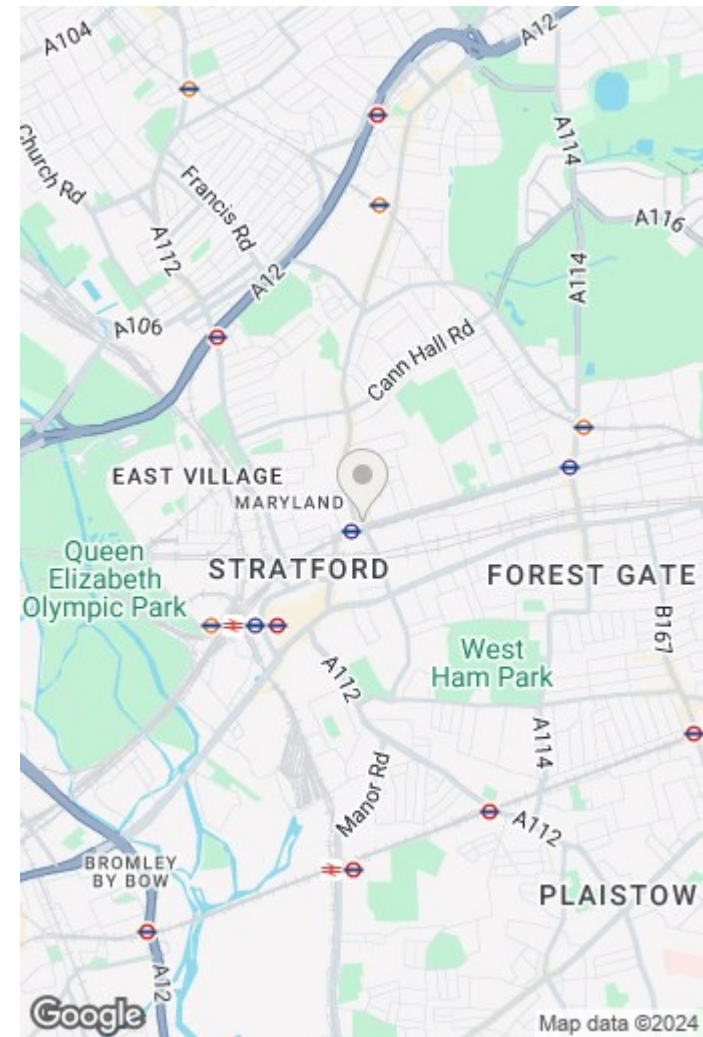 A104
A12
Church Rd
Francis Rd
A114
A116
A112
A12
A114
A106
Cann Hall Rd
EAST VILLAGE
MARYLAND
Queen
Elizabeth
Olympic Park
STRATFORD
FOREST GATE
B167
West
Ham Park
A112
A114
Manor Rd
A112
BROMLEY
BY BOW
PLAISTOW
A12
Google
Map data ©2024